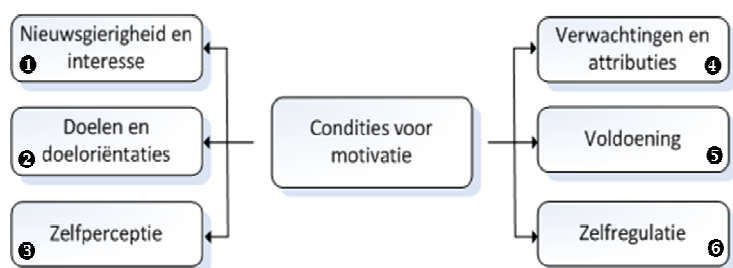 Nieuwsgierigheid en
interesse
❶
Doelen en
doeloriëntaties
❷
Zelfperceptie
❸
Condities voor
motivatie
Verwachtingen en
attributies
❹
Voldoening
❺
Zelfregulatie
❻